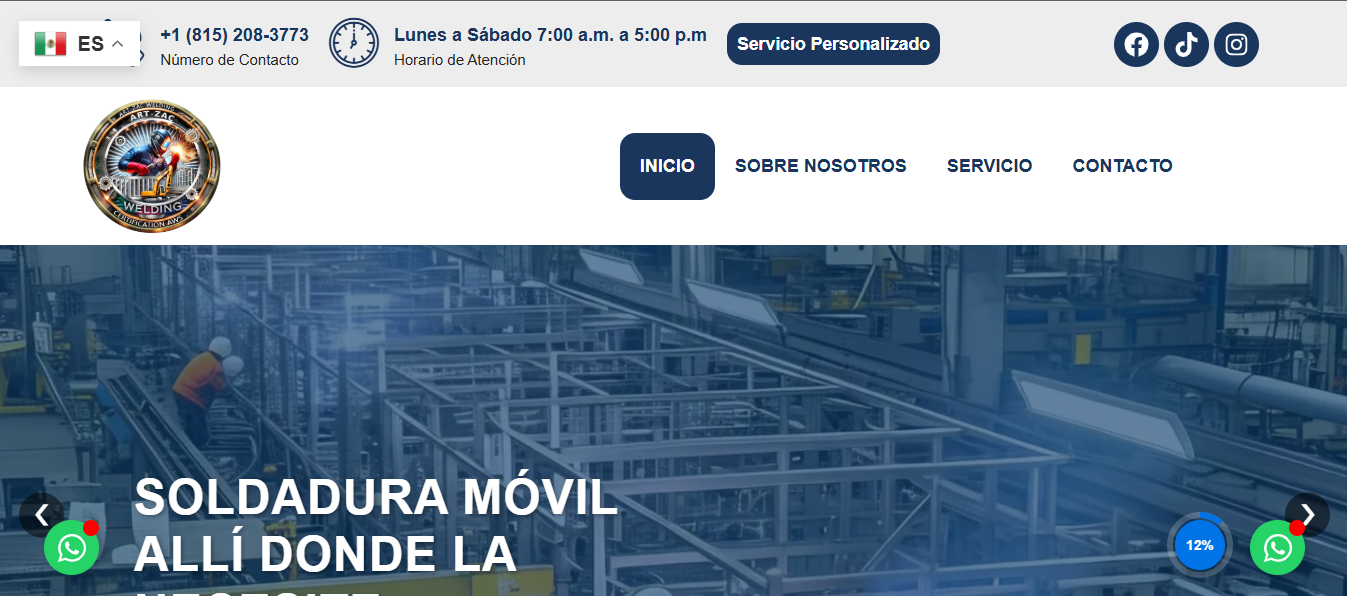 ES
+1 (815) 208-3773
Número de Contacto
Lunes a Sábado 7:00 a.m. a 5:00 p.m
Horario de Atención
Servicio Personalizado
ART-ZAC WELDING
ART-ZAC
WELDING
CERTIFICATION AWS
INICIO
SOBRE NOSOTROS
SERVICIO
CONTACTO
SOLDADURA MÓVIL
ALLÍ DONDE LA
NECESITE
12%